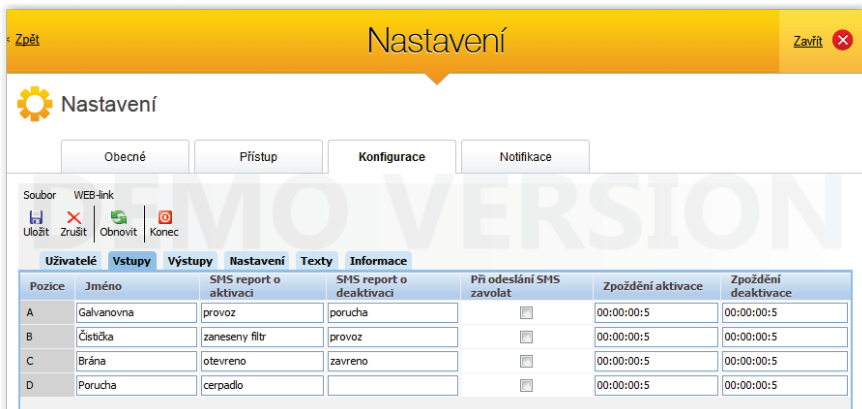 ‹ Zpět
Nastavení
Zavřít
Nastavení
Obecné Přístup Konfigurace Notifikace
DEMO VERSION
Soubor WEB-link
Uložit Zrušit Obnovit Konec
Uživatelé Vstupy Výstupy Nastavení Texty Informace
Pozice Jméno SMS report o aktivaci SMS report o deaktivaci Při odeslání SMS zavolat Zpoždění aktivace Zpoždění deaktivace
A Galvanovna provoz porucha 00:00:00:5 00:00:00:5
B Čistička zaneseny filtr provoz 00:00:00:5 00:00:00:5
C Brána otevreno zavreno 00:00:00:5 00:00:00:5
D Porucha cerpadlo 00:00:00:5 00:00:00:5